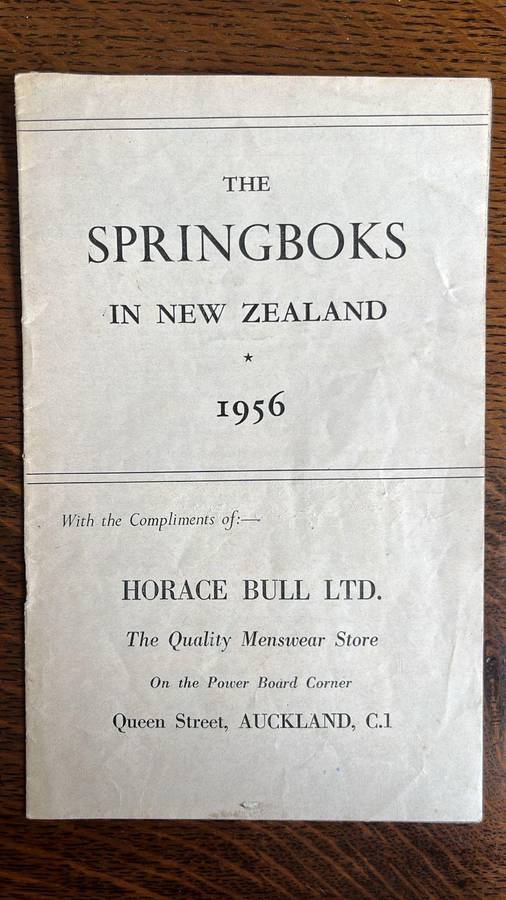 THE
SPRINGBOKS
IN NEW ZEALAND
★
1956
With the Compliments of:—
HORACE BULL LTD.
The Quality Menswear Store
On the Power Board Corner
Queen Street, AUCKLAND, C.1